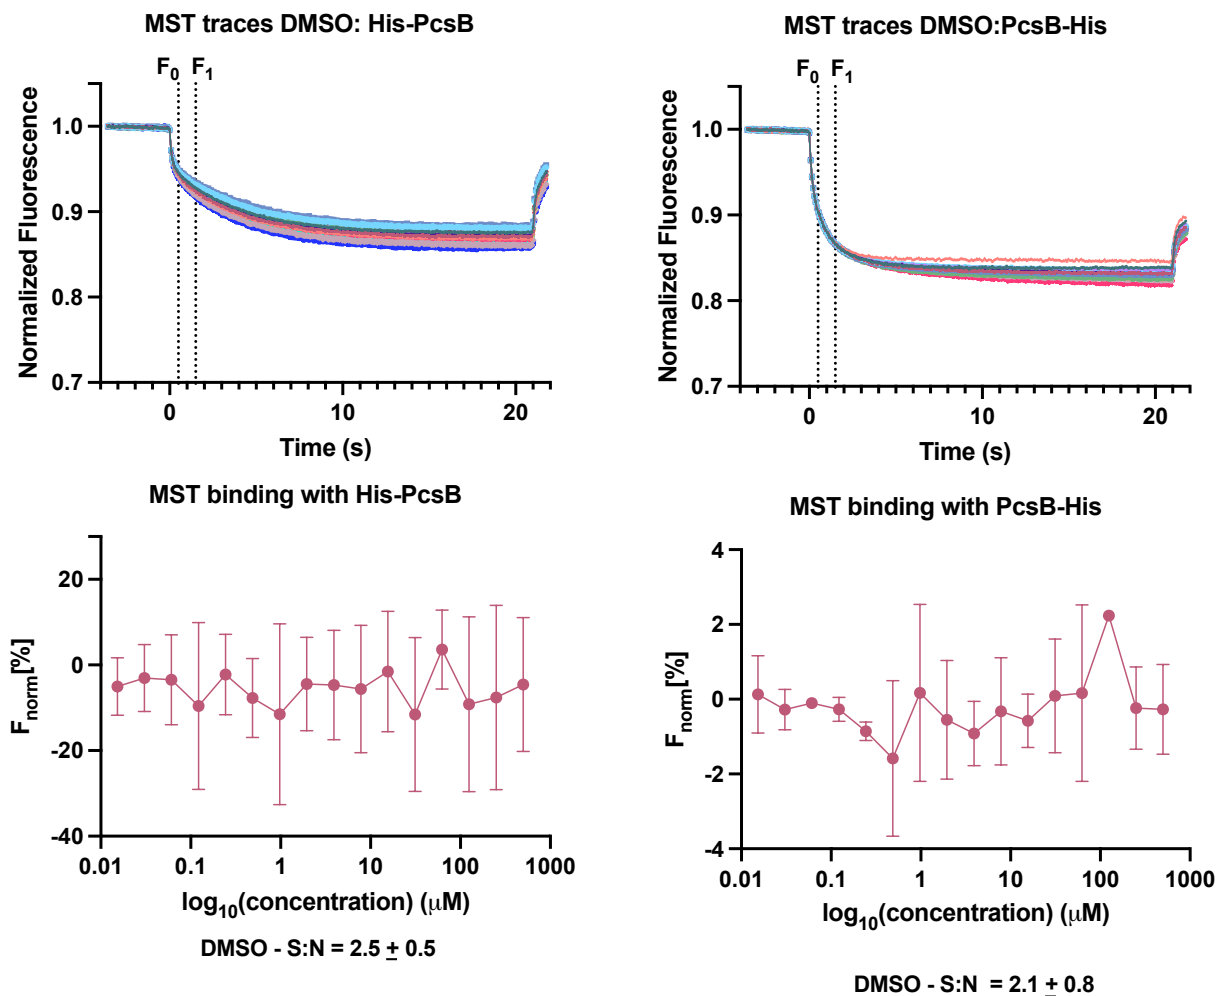 MST traces DMSO: His-PcsB
F0 F1
1.0
0.9
0.8
0.7
Normalized Fluorescence
0 10 20
Time (s)
MST traces DMSO:PcsB-His
F0 F1
1.0
0.9
0.8
0.7
Normalized Fluorescence
0 10 20
Time (s)
MST binding with His-PcsB
20
0
-20
-40
Fnorm[%]
0.01 0.1 1 10 100 1000
log10(concentration) (μM)
DMSO - S:N = 2.5 ± 0.5
MST binding with PcsB-His
4
2
0
-2
-4
Fnorm[%]
0.01 0.1 1 10 100 1000
log10(concentration) (μM)
DMSO - S:N = 2.1 ± 0.8